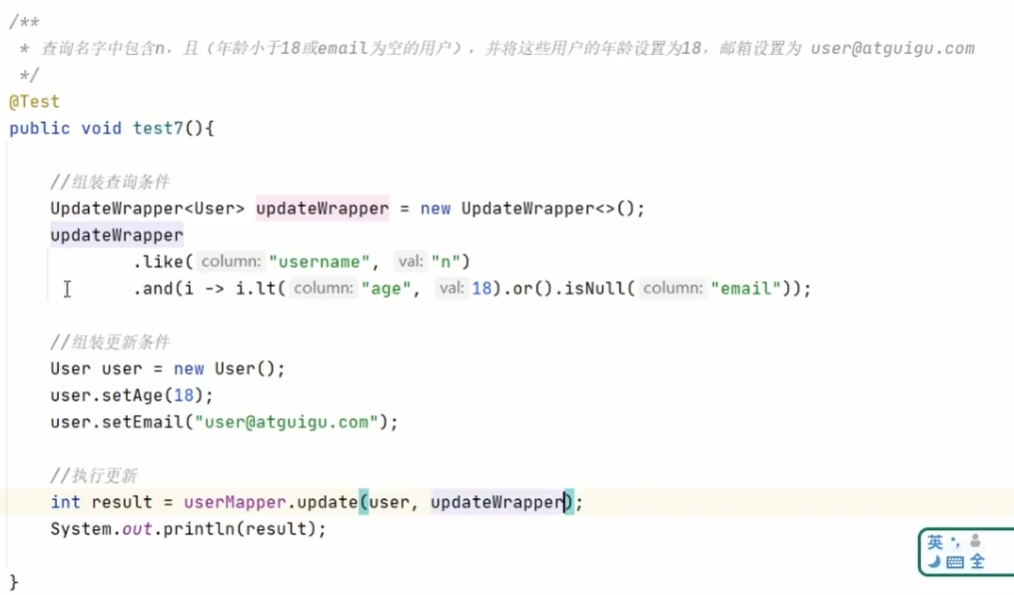 /**
 * 查询名字中包含n，且（年龄小于18或email为空的用户），并将这些用户的年龄设置为18，邮箱设置为 user@atguigu.com
 */
@Test
public void test7(){
//组装查询条件
UpdateWrapper<User> updateWrapper = new UpdateWrapper<>();
updateWrapper
.like( column: "username", val: "n")
.and(i -> i.lt( column: "age", val: 18).or().isNull( column: "email"));
//组装更新条件
User user = new User();
user.setAge(18);
user.setEmail("user@atguigu.com");
//执行更新
int result = userMapper.update(user, updateWrapper);
System.out.println(result);
}
英 •,
全